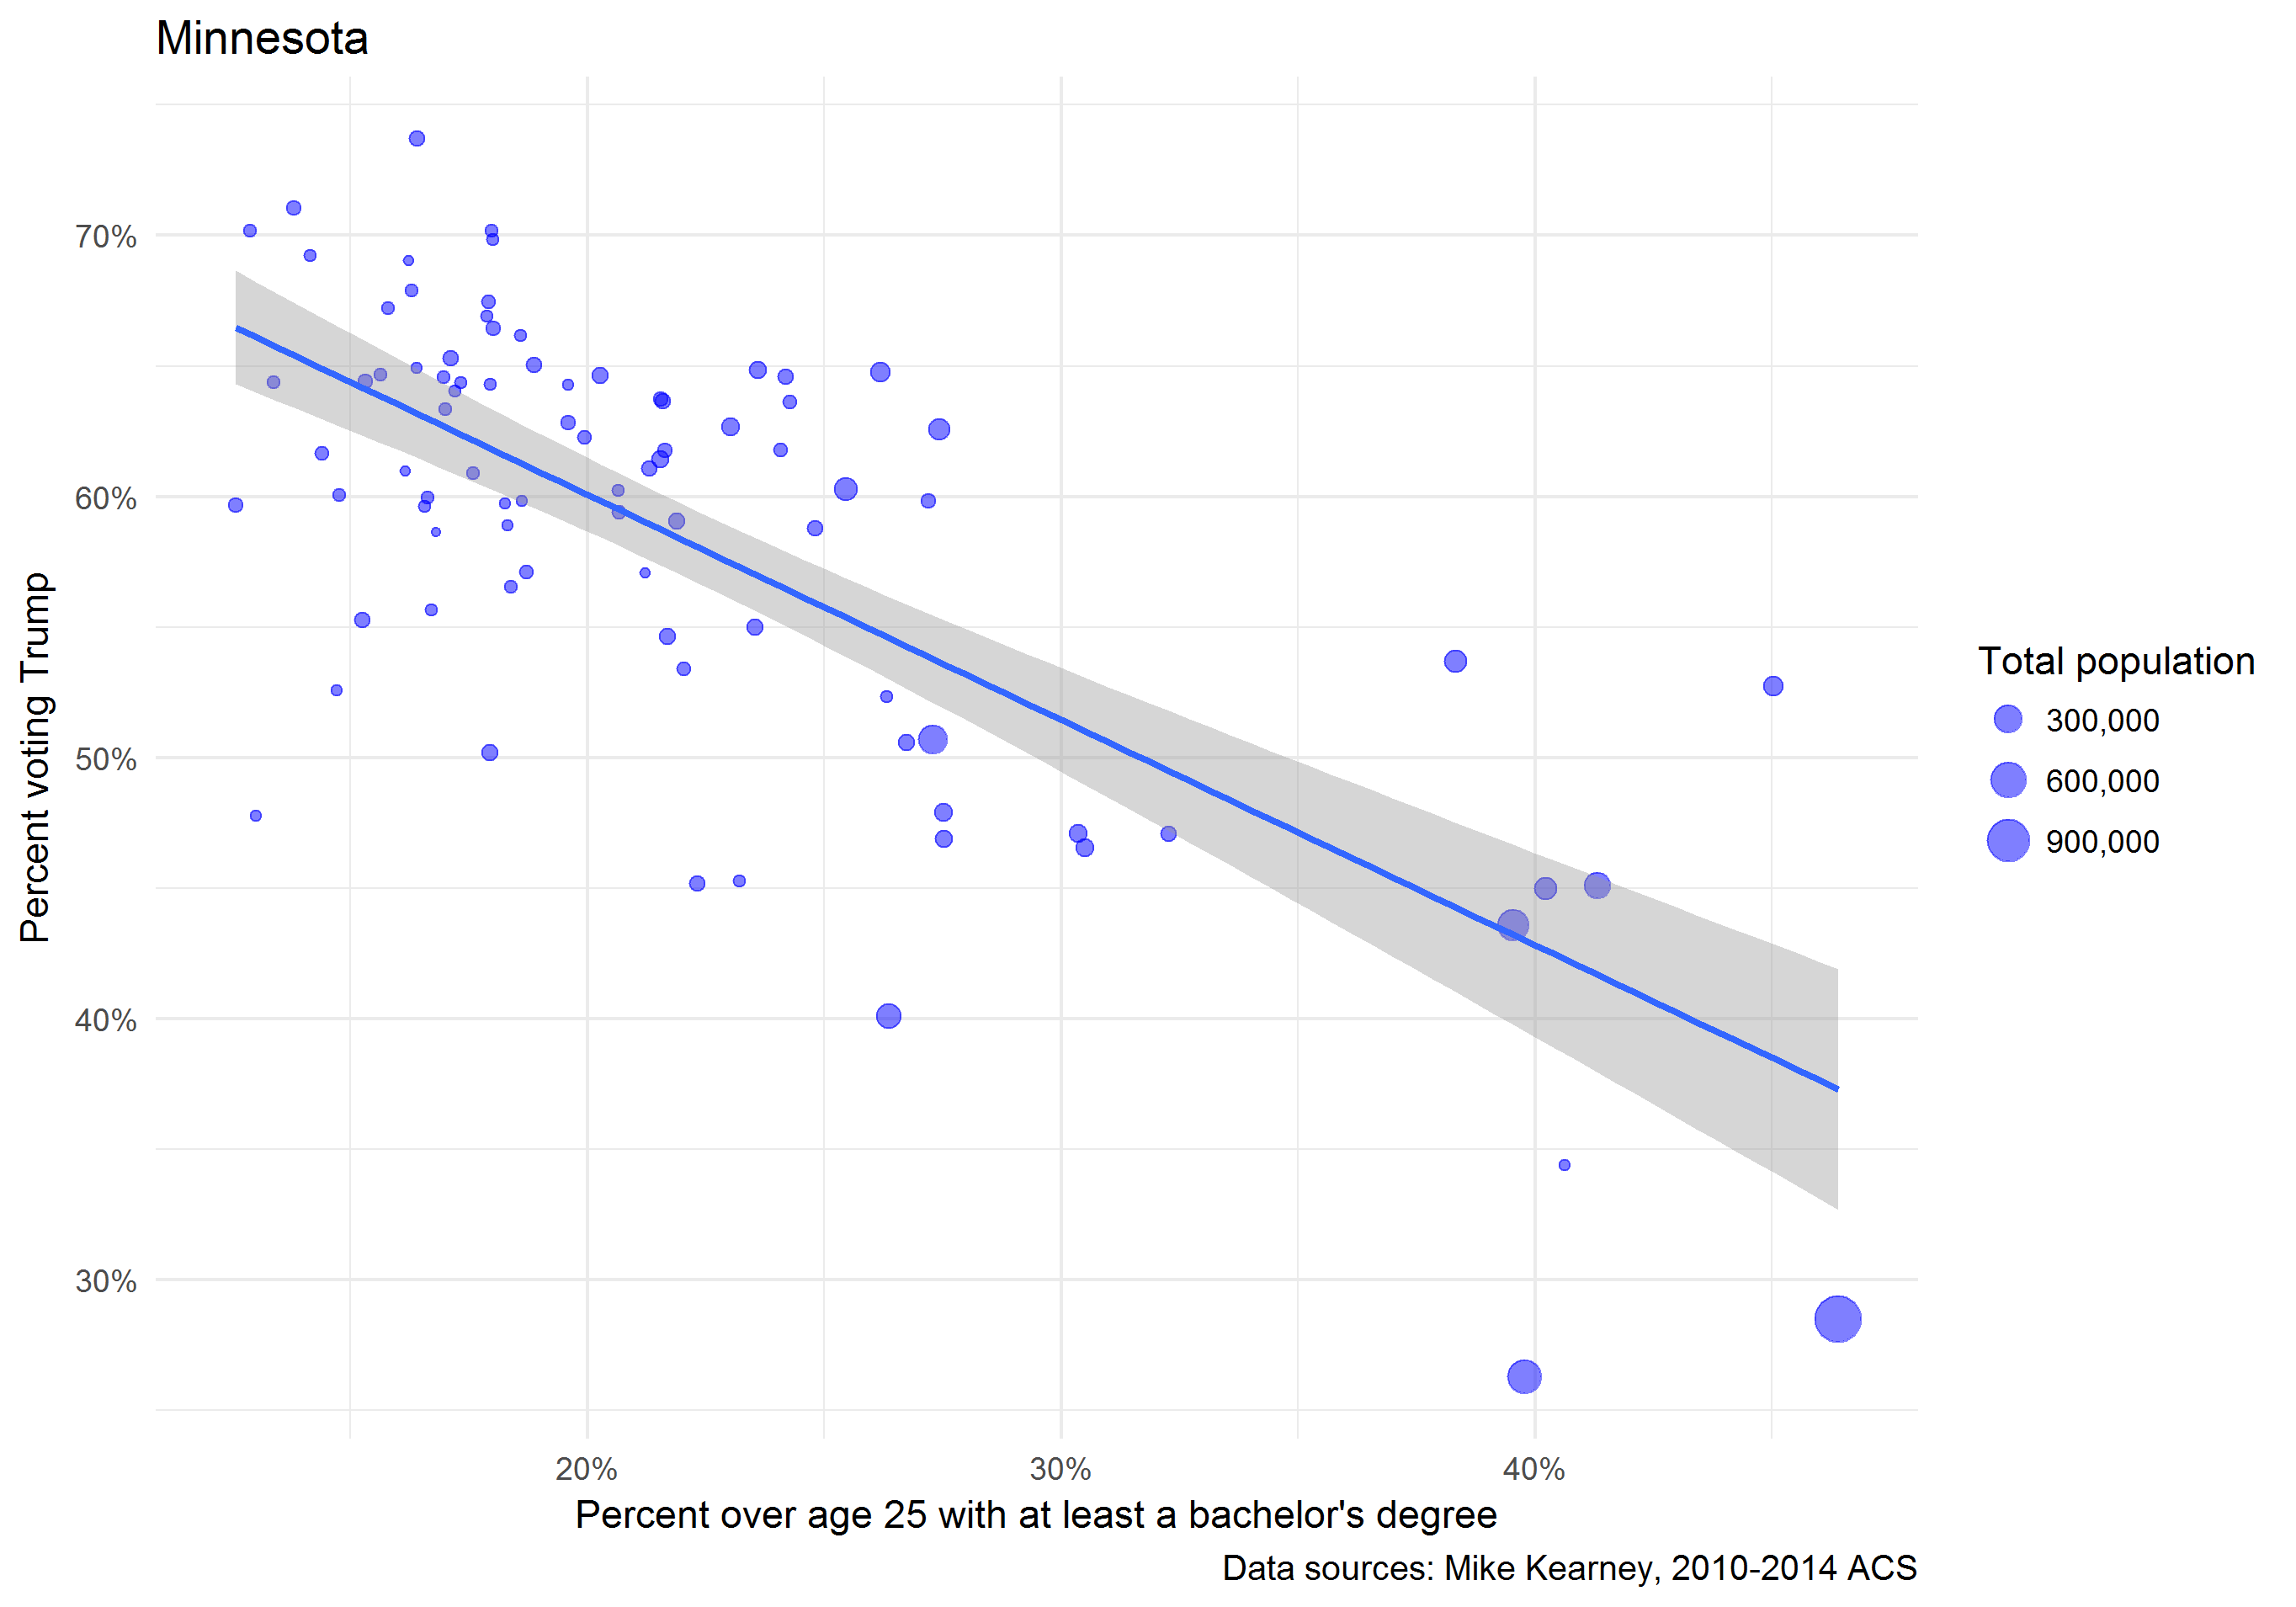 Minnesota
70%
60%
50%
40%
30%
Percent voting Trump
20% 30% 40%
Percent over age 25 with at least a bachelor's degree
Total population
300,000
600,000
900,000
Data sources: Mike Kearney, 2010-2014 ACS